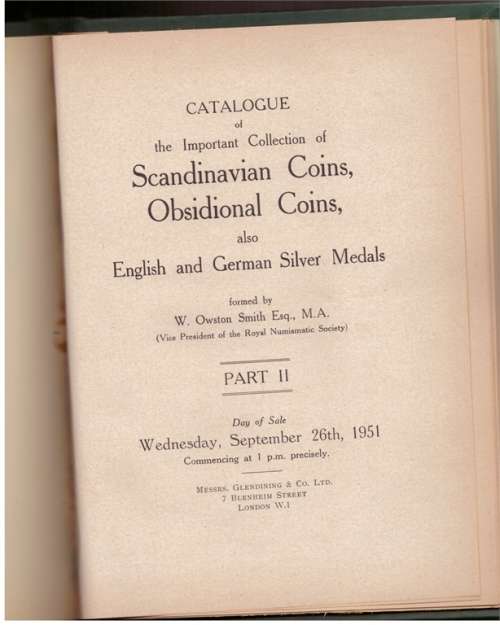 CATALOGUE
of
the Important Collection of
Scandinavian Coins,
Obsidional Coins,
also
English and German Silver Medals
formed by
W. Owston Smith Esq., M.A.
(Vice President of the Royal Numismatic Society)
PART II
Day of Sale
Wednesday, September 26th, 1951
Commencing at 1 p.m. precisely.
Messrs. Glendining & Co. Ltd.
7 Blenheim Street
London W.1